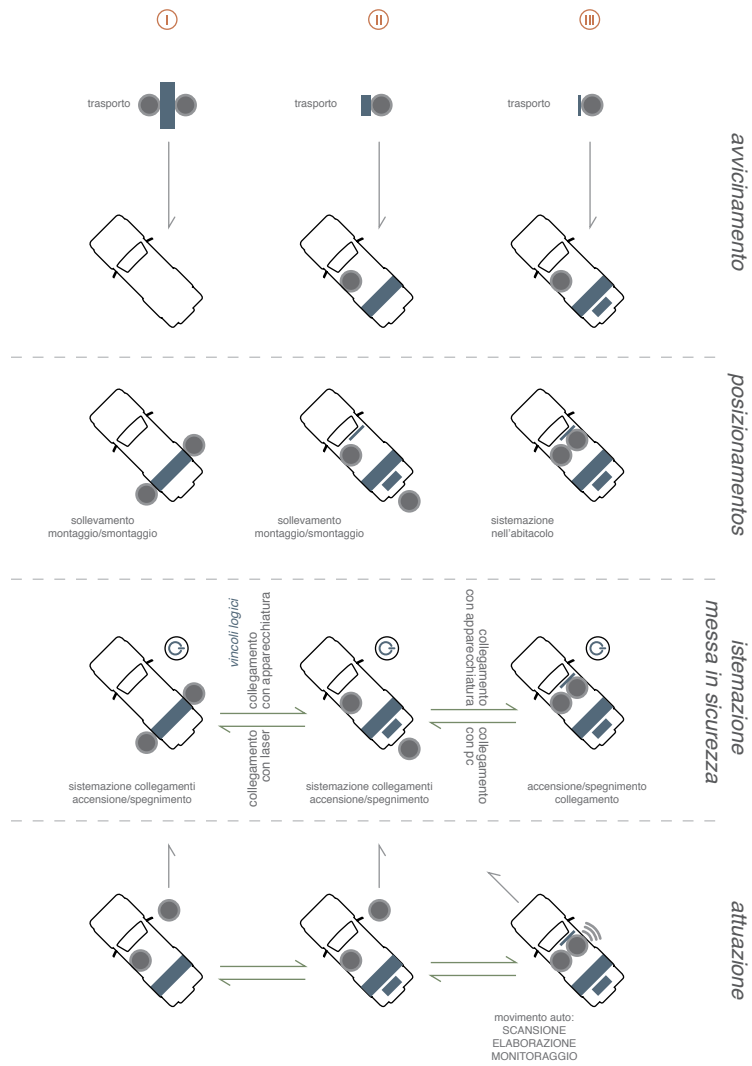 I
II
III
trasporto
trasporto
trasporto
avvicinamento
sollevamento
montaggio/smontaggio
sollevamento
montaggio/smontaggio
sistemazione
nell'abitacolo
posizionamentos
vincoli logici
collegamento
con apparecchiatura
collegamento
con laser
collegamento
con apparecchiatura
collegamento
con pc
sistemazione collegamenti
accensione/spegnimento
sistemazione collegamenti
accensione/spegnimento
accensione/spegnimento
collegamento
istemazione
messa in sicurezza
movimento auto:
SCANSIONE
ELABORAZIONE
MONITORAGGIO
attuazione